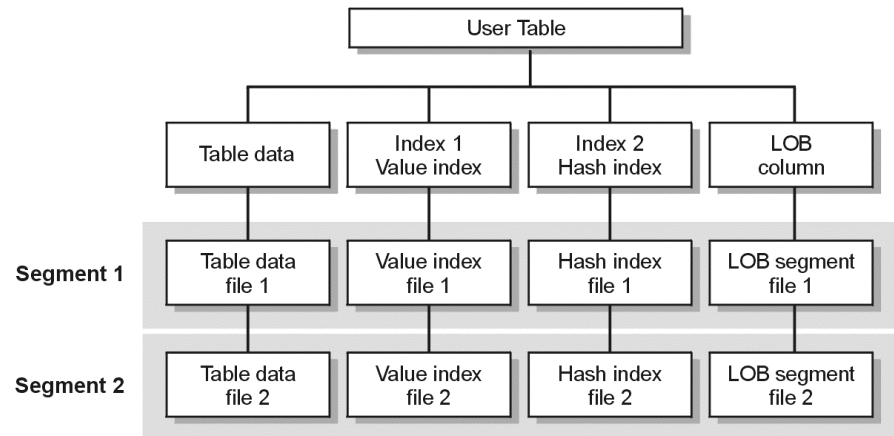 User Table
Table data
Index 1
Value index
Index 2
Hash index
LOB
column
Segment 1
Table data
file 1
Value index
file 1
Hash index
file 1
LOB segment
file 1
Segment 2
Table data
file 2
Value index
file 2
Hash index
file 2
LOB segment
file 2